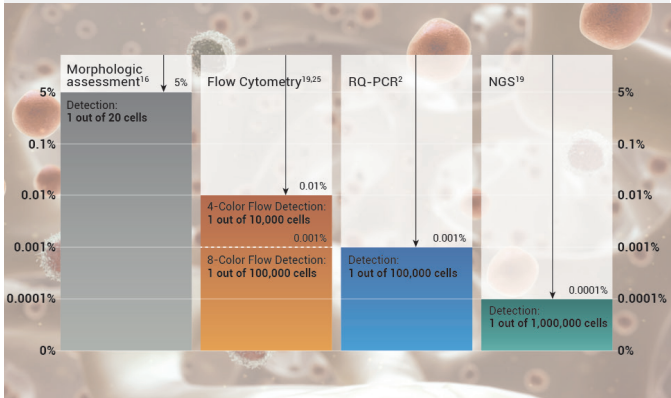 Morphologic
assessment16
5%
Flow Cytometry19,25
RQ-PCR2
NGS19
5%
0.1%
0.01%
0.001%
0.0001%
0%
Detection:
1 out of 20 cells
0.01%
4-Color Flow Detection:
1 out of 10,000 cells
0.001%
8-Color Flow Detection:
1 out of 100,000 cells
0.001%
Detection:
1 out of 100,000 cells
0.0001%
Detection:
1 out of 1,000,000 cells
5%
0.1%
0.01%
0.001%
0.0001%
0%